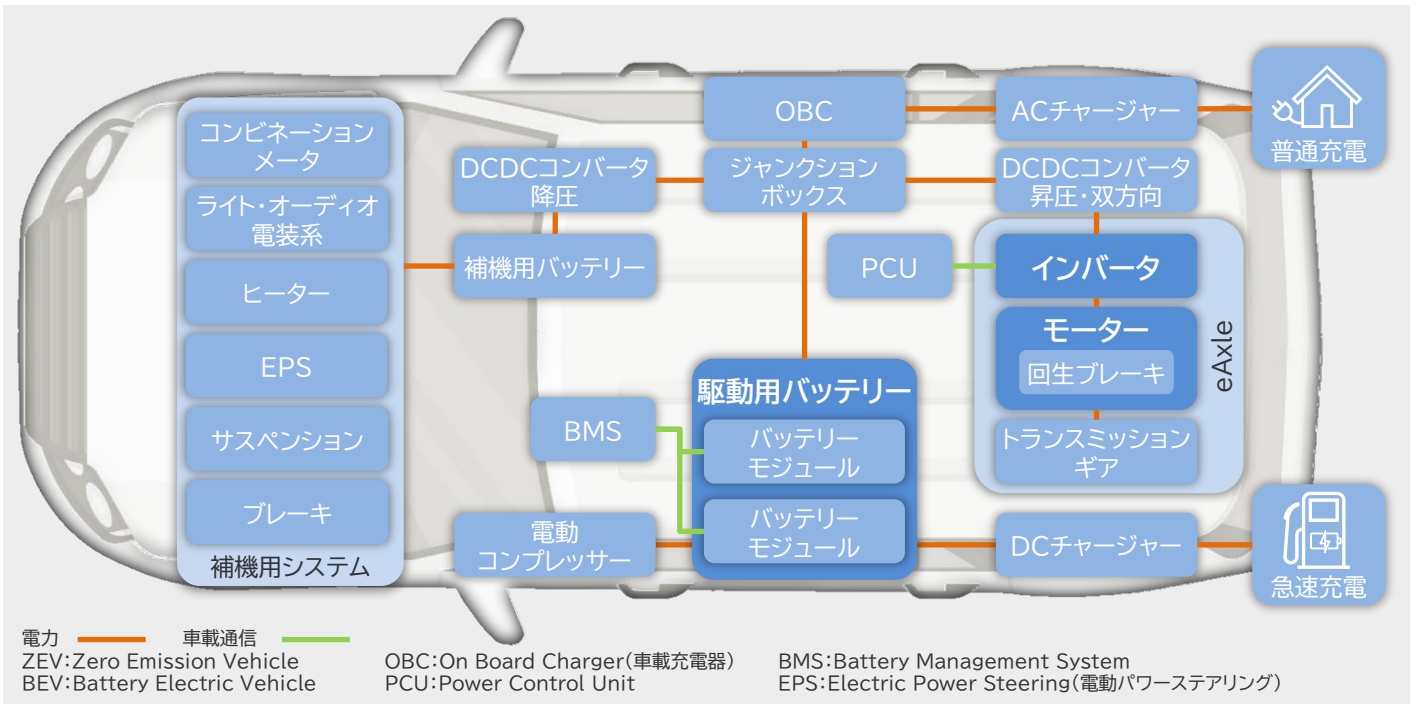 コンビネーション
メータ
ライト・オーディオ
電装系
ヒーター
EPS
サスペンション
ブレーキ
補機用システム
DCDCコンバータ
降圧
補機用バッテリー
BMS
電動
コンプレッサー
OBC
ジャンクション
ボックス
PCU
駆動用バッテリー
バッテリー
モジュール
バッテリー
モジュール
ACチャージャー
DCDCコンバータ
昇圧・双方向
インバータ
モーター
回生ブレーキ
トランスミッション
ギア
eAxle
DCチャージャー
普通充電
急速充電
電力
車載通信
ZEV:Zero Emission Vehicle
BEV:Battery Electric Vehicle
OBC:On Board Charger(車載充電器)
PCU:Power Control Unit
BMS:Battery Management System
EPS:Electric Power Steering(電動パワーステアリング)